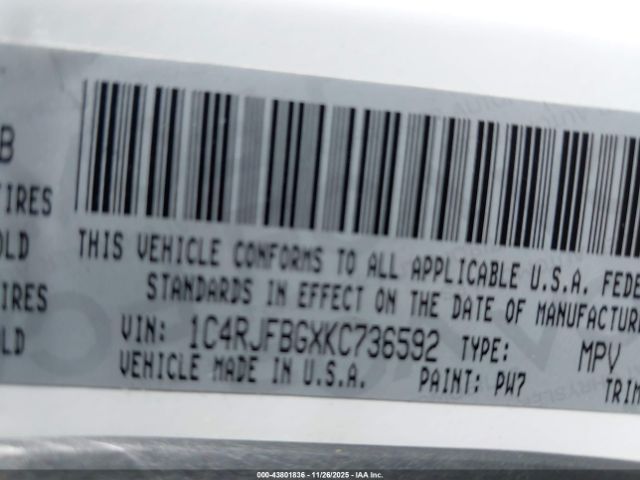 B
TIRES
OLD
IRES
LD
THIS VEHICLE CONFORMS TO ALL APPLICABLE U.S.A. FEDE
STANDARDS IN EFFECT ON THE DATE OF MANUFACTUR
VIN: 1C4RJFBGXKC736592 TYPE: MPV
VEHICLE MADE IN U.S.A. PAINT: PW7 TRIM
000-43801836 - 11/26/2025 - IAA Inc.